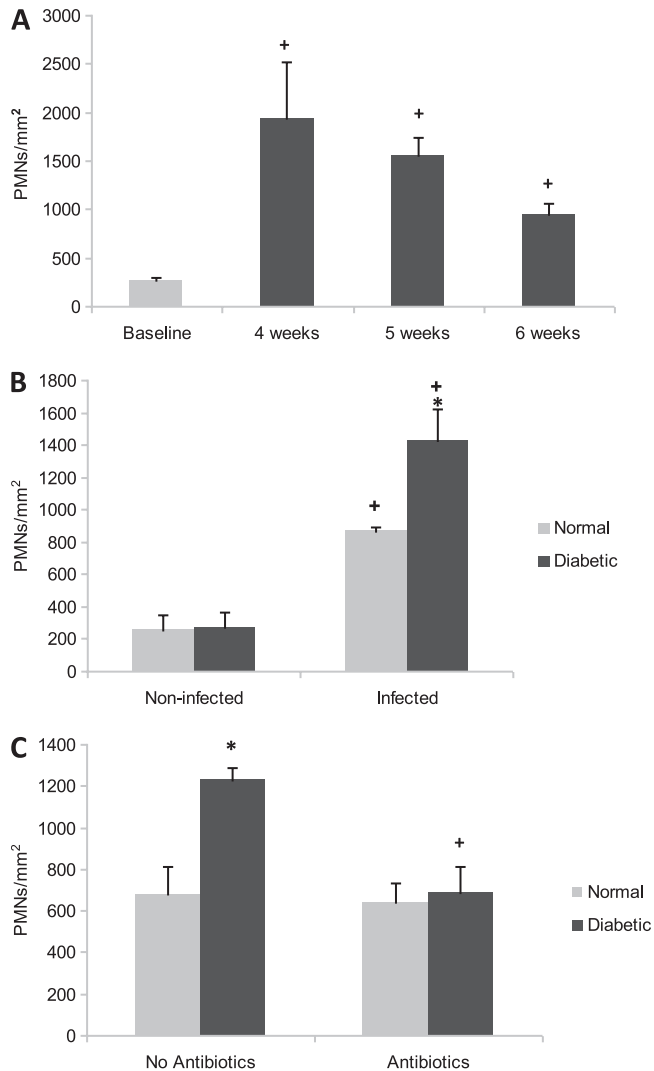 A
3000
2500
2000
1500
1000
500
0
PMNs/mm²
+
+
+
Baseline 4 weeks 5 weeks 6 weeks
B
1800
1600
1400
1200
1000
800
600
400
200
0
PMNs/mm²
+
*
+
Normal
Diabetic
Non-infected Infected
C
1400
1200
1000
800
600
400
200
0
PMNs/mm²
*
+
Normal
Diabetic
No Antibiotics Antibiotics